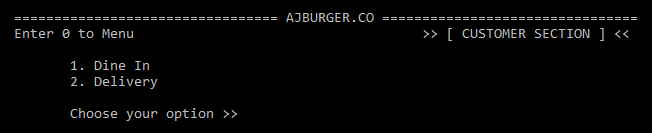 ================================= AJBURGER.CO ================================
Enter 0 to Menu >> [ CUSTOMER SECTION ] <<
1. Dine In
2. Delivery
Choose your option >>